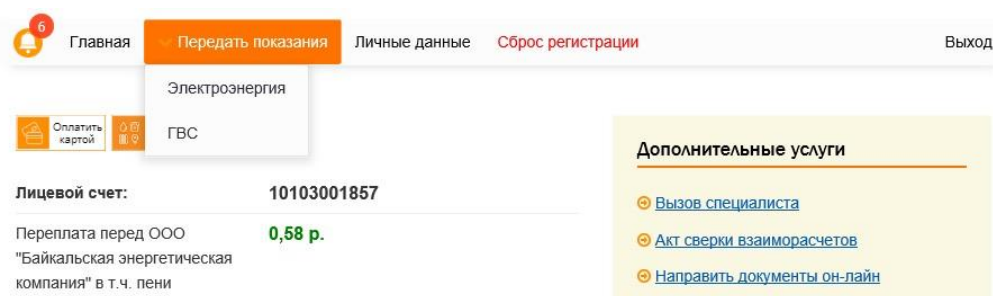 6
Главная
Передать показания
Личные данные
Сброс регистрации
Выход
Электроэнергия
ГВС
Оплатить
картой
Лицевой счет: 10103001857
Переплата перед ООО 0,58 р.
"Байкальская энергетическая
компания" в т.ч. пени
Дополнительные услуги
Вызов специалиста
Акт сверки взаиморасчетов
Направить документы он-лайн